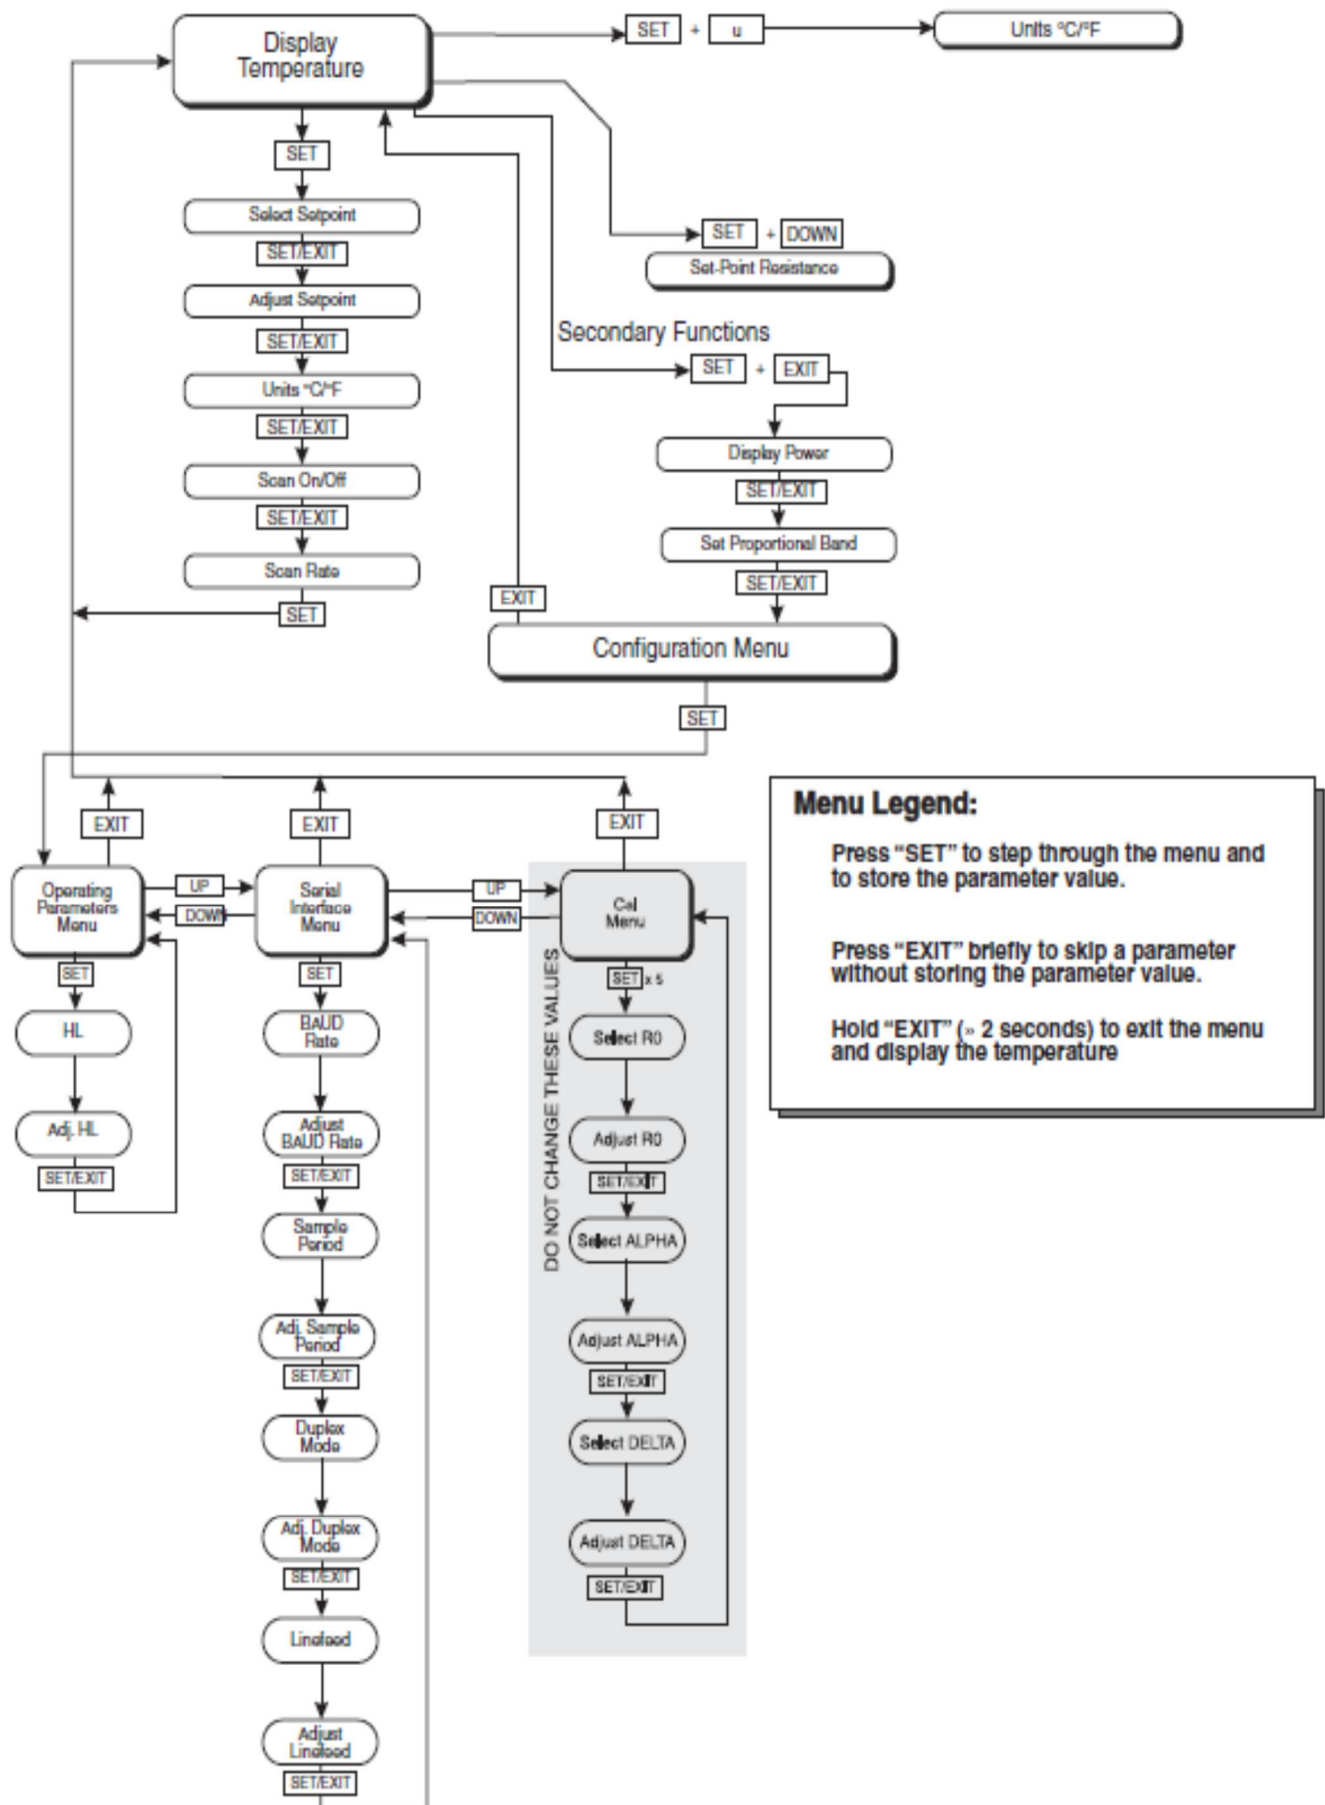 Display
Temperature
SET + u
Units °C/°F
SET
Select Setpoint
SET/EXIT
Adjust Setpoint
SET/EXIT
Units °C/°F
SET/EXIT
Scan On/Off
SET/EXIT
Scan Rate
SET
SET + DOWN
Set-Point Resistance
Secondary Functions
SET + EXIT
Display Power
SET/EXIT
Set Proportional Band
SET/EXIT
EXIT
Configuration Menu
SET
EXIT
EXIT
EXIT
Operating
Parameters
Menu
UP
DOWN
Serial
Interface
Menu
UP
DOWN
Cal
Menu
SET
HL
Adj. HL
SET/EXIT
SET
BAUD
Rate
Adjust
BAUD Rate
SET/EXIT
Sample
Period
Adj. Sample
Period
SET/EXIT
Duplex
Mode
Adj. Duplex
Mode
SET/EXIT
Linefeed
Adjust
Linefeed
SET/EXIT
DO NOT CHANGE THESE VALUES
SET x 5
Select R0
Adjust R0
SET/EXIT
Select ALPHA
Adjust ALPHA
SET/EXIT
Select DELTA
Adjust DELTA
SET/EXIT
Menu Legend:
Press “SET” to step through the menu and
to store the parameter value.
Press “EXIT” briefly to skip a parameter
without storing the parameter value.
Hold “EXIT” (» 2 seconds) to exit the menu
and display the temperature